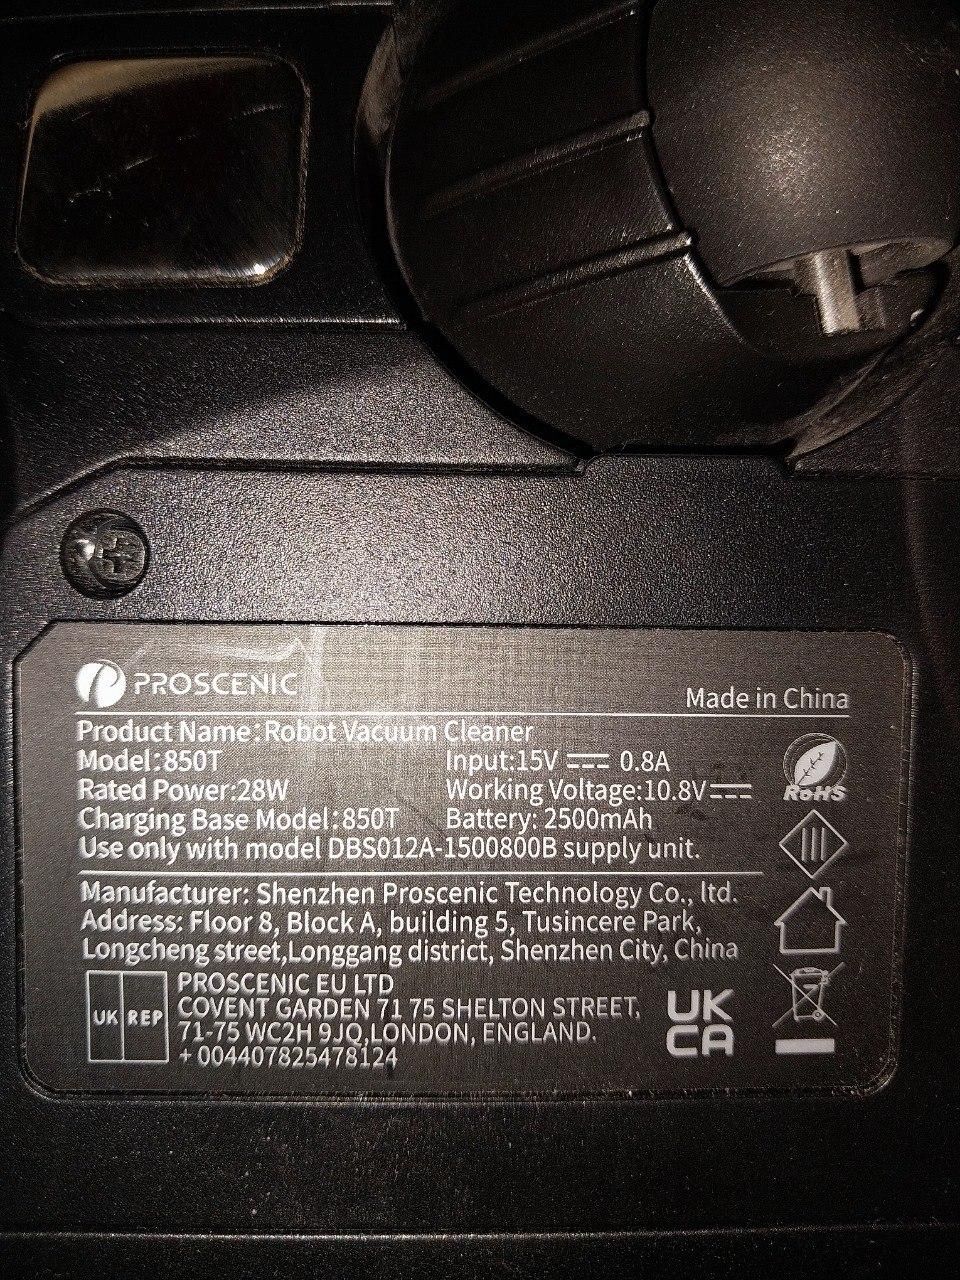 PROSCENIC
Made in China
Product Name:Robot Vacuum Cleaner
Model:850T Input:15V 0.8A
Rated Power:28W Working Voltage:10.8V
Charging Base Model:850T Battery: 2500mAh
Use only with model DBS012A-1500800B supply unit.
RoHS
Manufacturer: Shenzhen Proscenic Technology Co., ltd.
Address: Floor 8, Block A, building 5, Tusincere Park,
Longcheng street,Longgang district, Shenzhen City, China
UK REP
PROSCENIC EU LTD
COVENT GARDEN 71 75 SHELTON STREET,
71-75 WC2H 9JQ,LONDON, ENGLAND.
+ 004407825478124
UK
CA